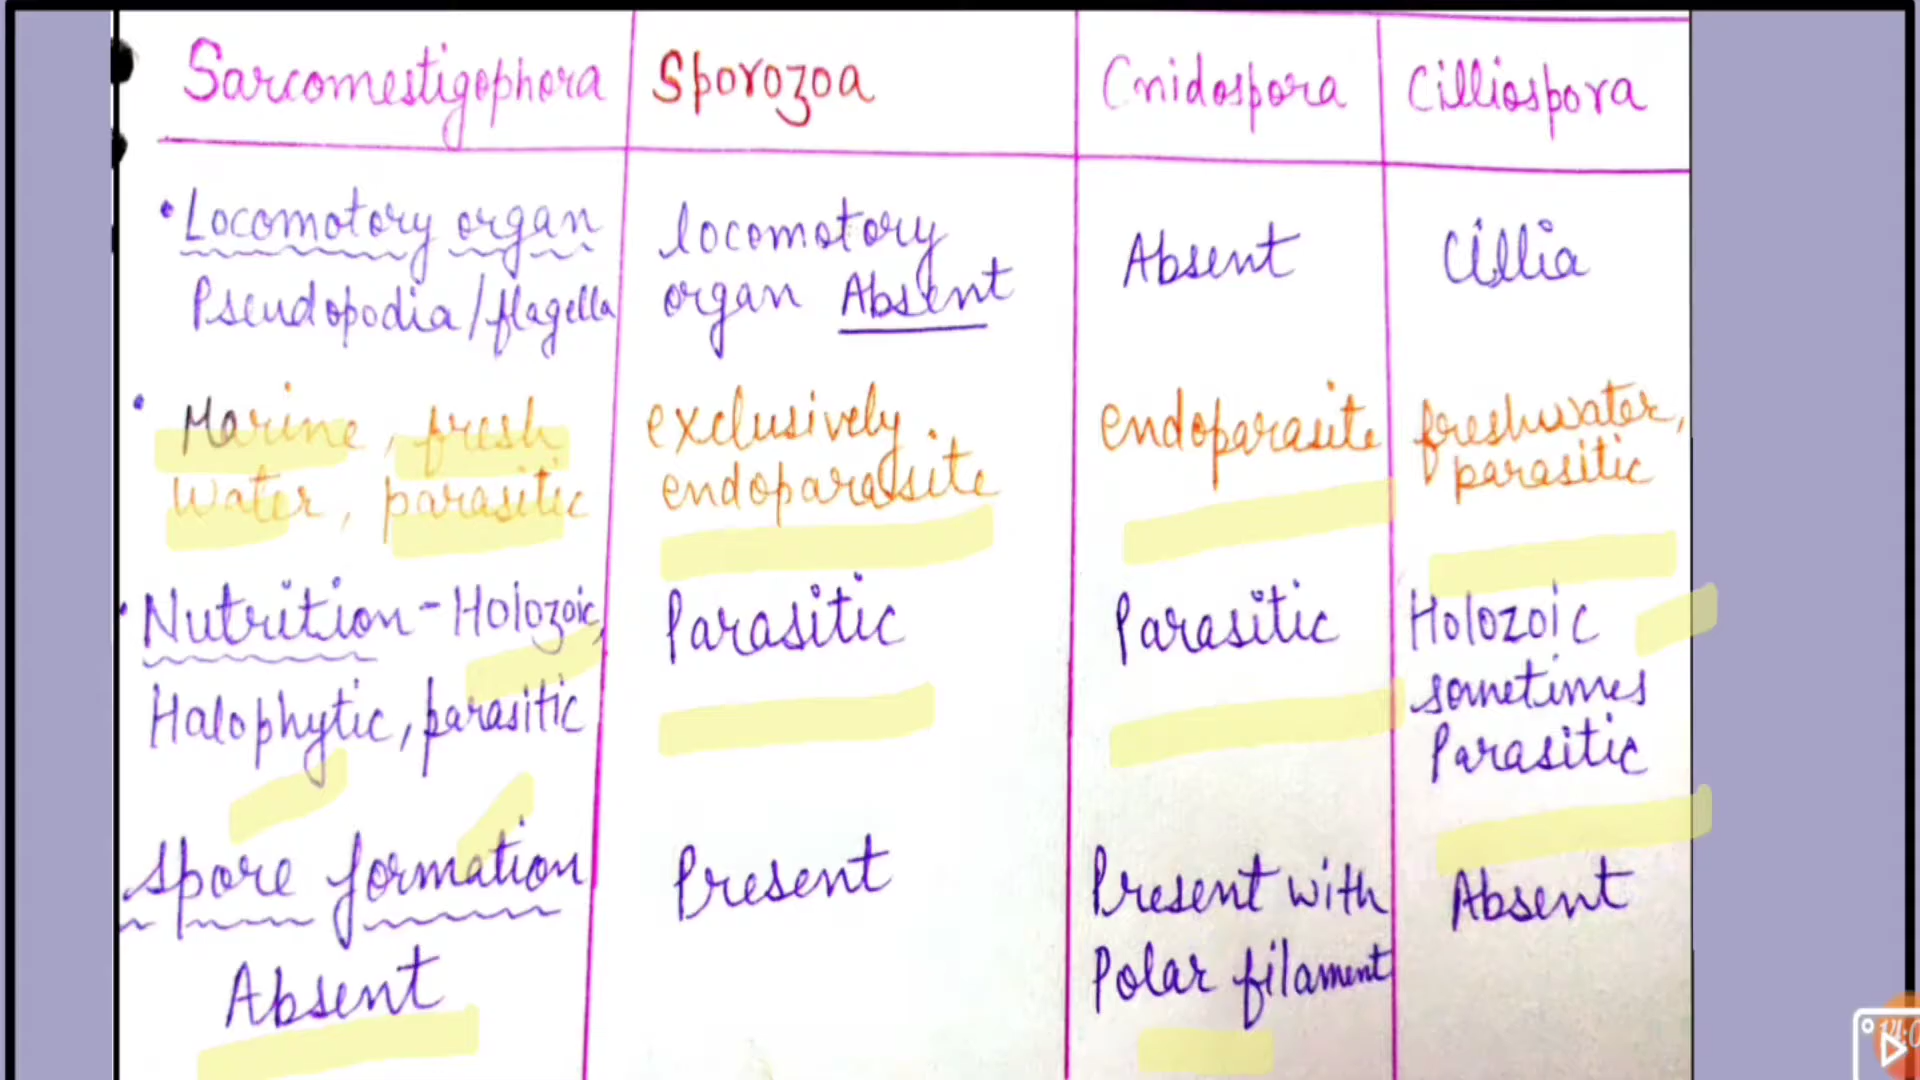 Sarcomestigophora
Sporozoa
Cnidospora
Cilliospora
Locomotory organ
Pseudopodia/flagella
locomotory
organ Absent
Absent
Cillia
Marine, fresh
Water, parasitic
exclusively
endoparasite
endoparasite
freshwater,
parasitic
Nutrition-Holozoic,
Halophytic, parasitic
Parasitic
Parasitic
Holozoic
sometimes
Parasitic
Spore formation
Absent
Present
Present with
Polar filament
Absent